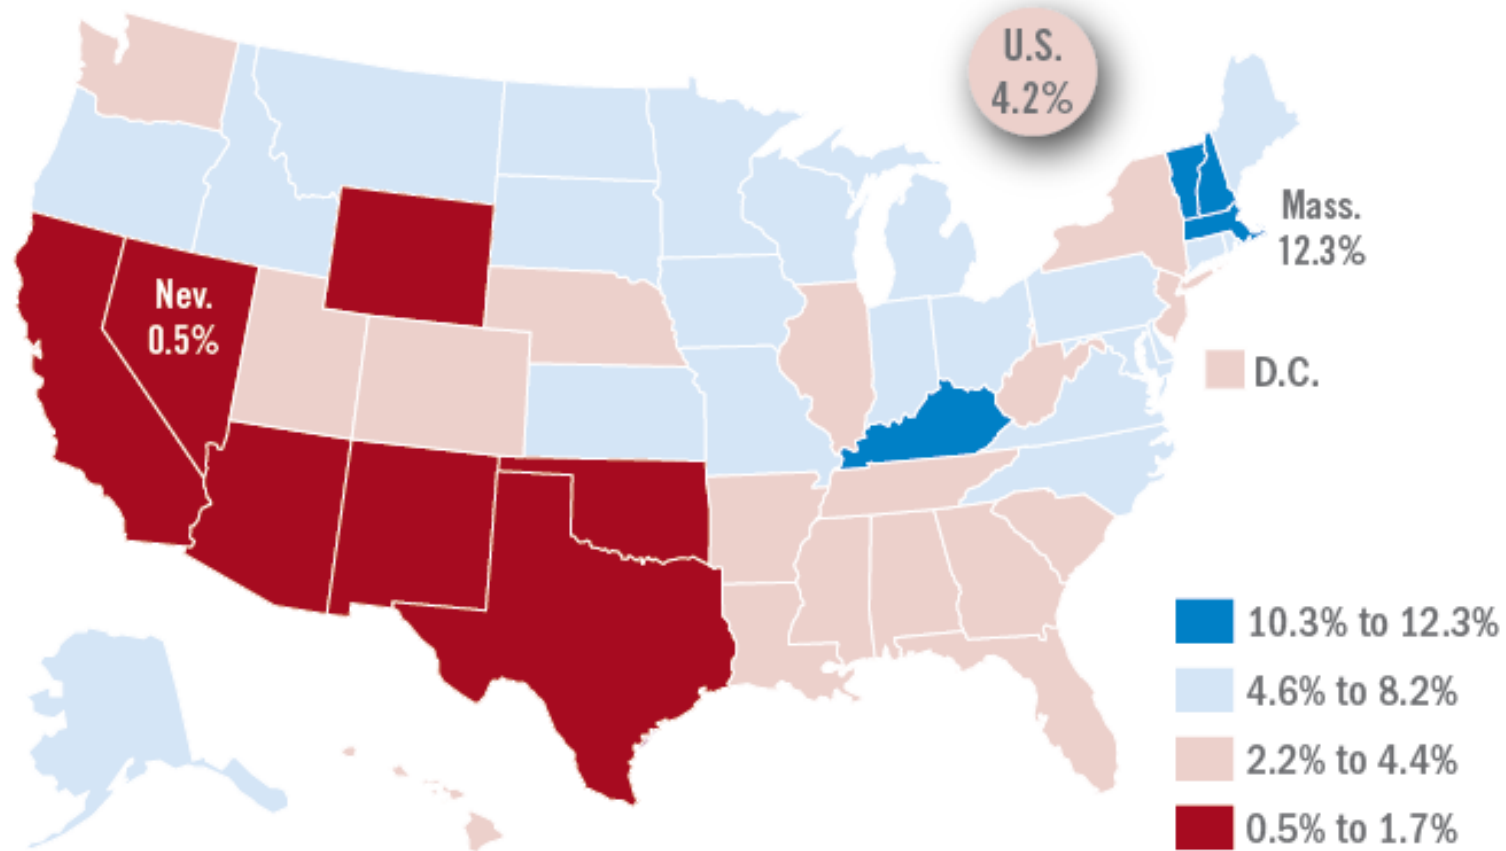 U.S.
4.2%
Mass.
12.3%
Nev.
0.5%
D.C.
10.3% to 12.3%
4.6% to 8.2%
2.2% to 4.4%
0.5% to 1.7%